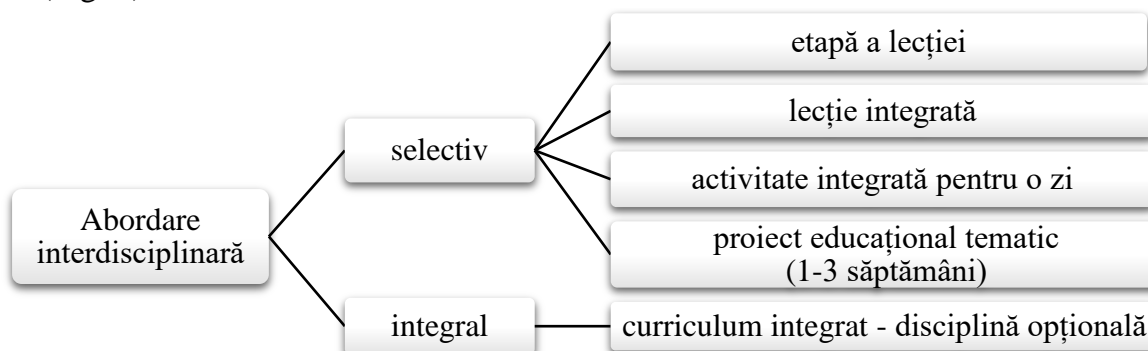 etapă a lecției
lecție integrată
selectiv
activitate integrată pentru o zi
Abordare
interdisciplinară
proiect educațional tematic
(1-3 săptămâni)
integral
curriculum integrat - disciplină opțională